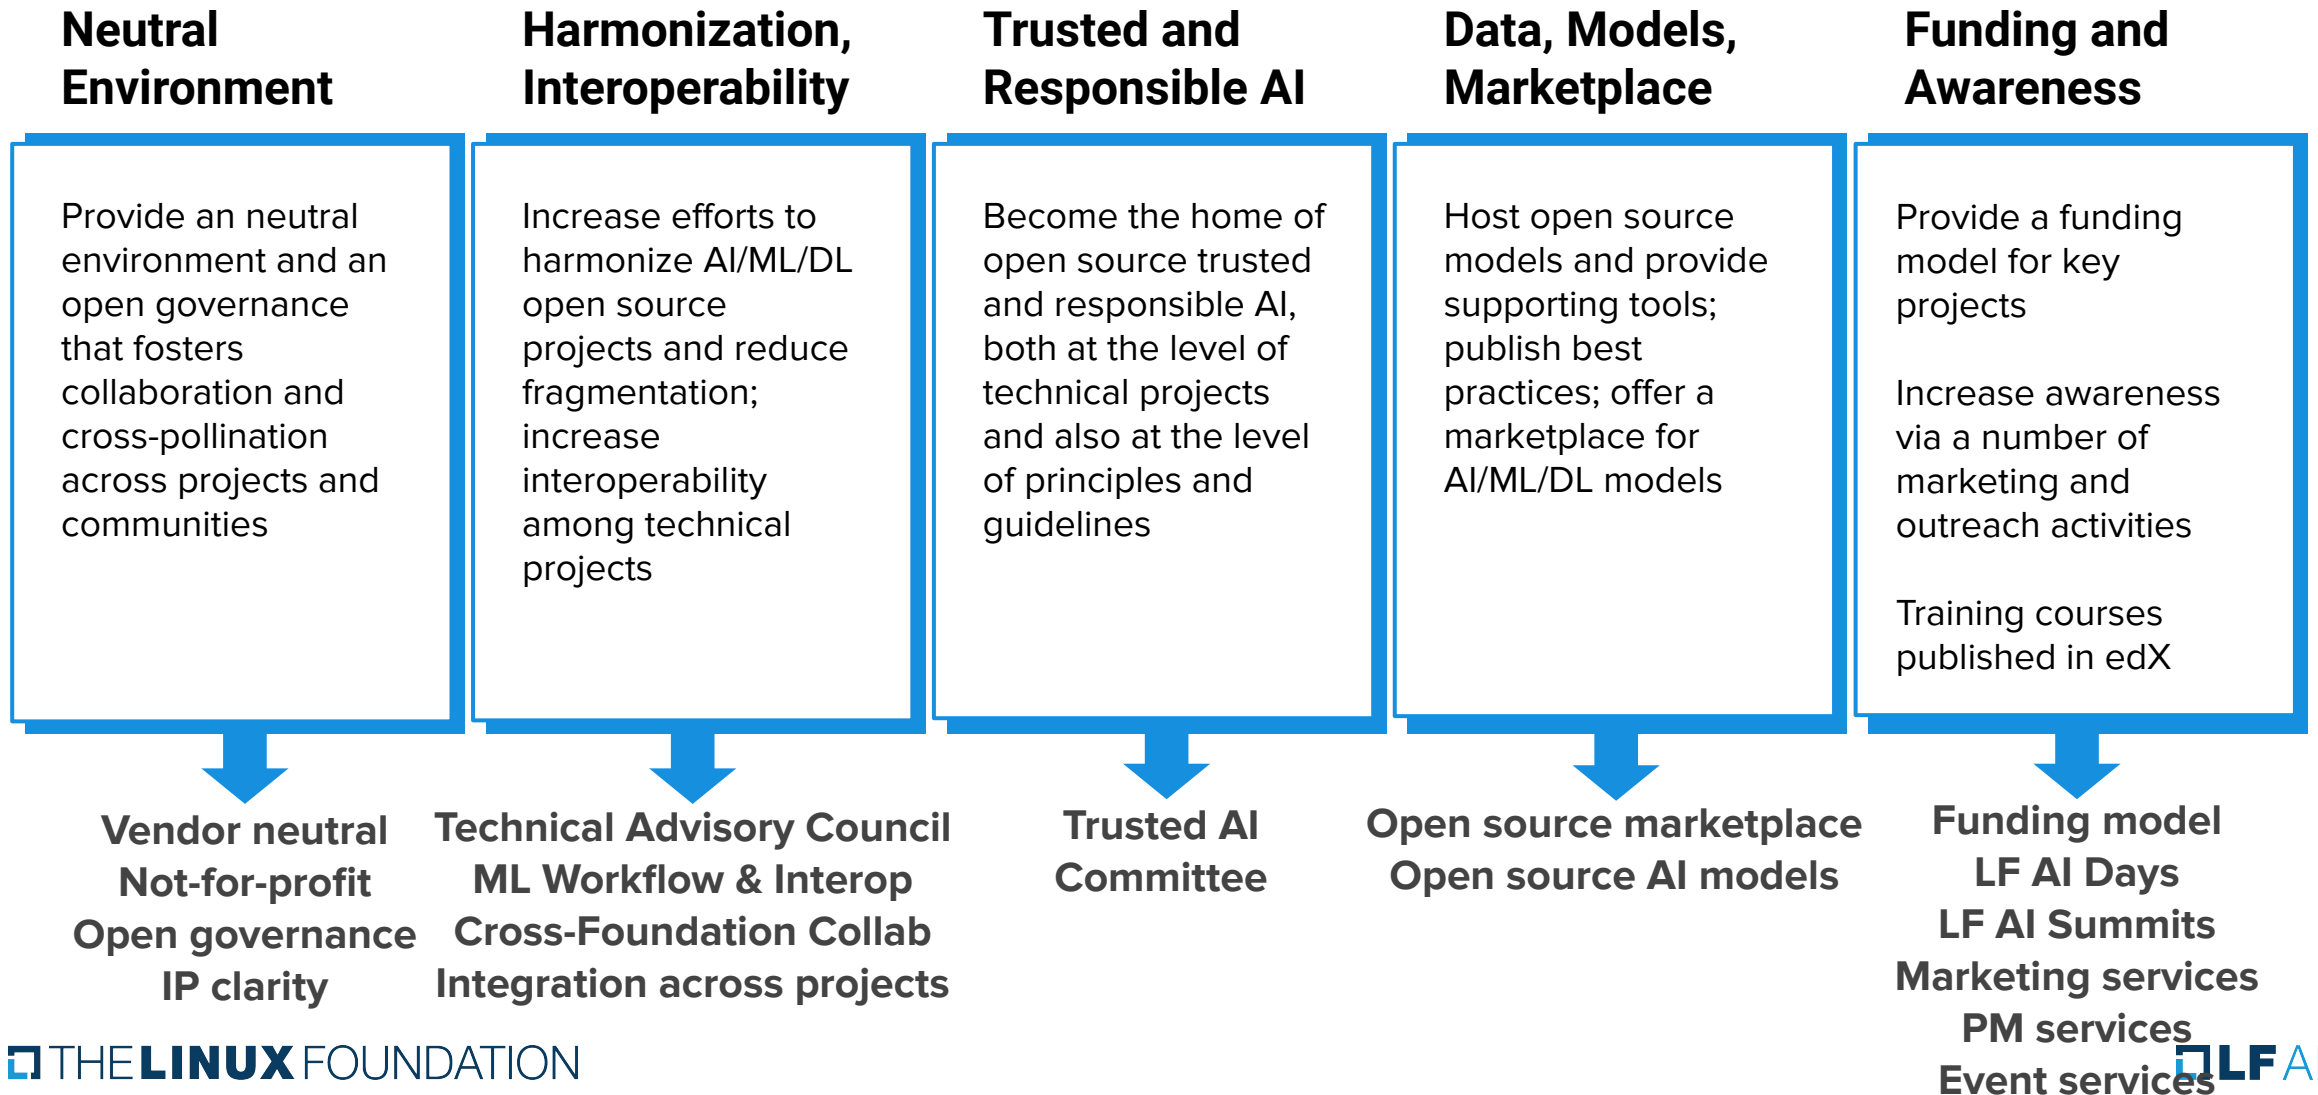 Neutral
Environment
Provide an neutral
environment and an
open governance
that fosters
collaboration and
cross-pollination
across projects and
communities
Vendor neutral
Not-for-profit
Open governance
IP clarity
Harmonization,
Interoperability
Increase efforts to
harmonize AI/ML/DL
open source
projects and reduce
fragmentation;
increase
interoperability
among technical
projects
Technical Advisory Council
ML Workflow & Interop
Cross-Foundation Collab
Integration across projects
Trusted and
Responsible AI
Become the home of
open source trusted
and responsible AI,
both at the level of
technical projects
and also at the level
of principles and
guidelines
Trusted AI
Committee
Data, Models,
Marketplace
Host open source
models and provide
supporting tools;
publish best
practices; offer a
marketplace for
AI/ML/DL models
Open source marketplace
Open source AI models
Funding and
Awareness
Provide a funding
model for key
projects
Increase awareness
via a number of
marketing and
outreach activities
Training courses
published in edX
Funding model
LF AI Days
LF AI Summits
Marketing services
PM services
Event services
THE LINUX FOUNDATION
LF AI